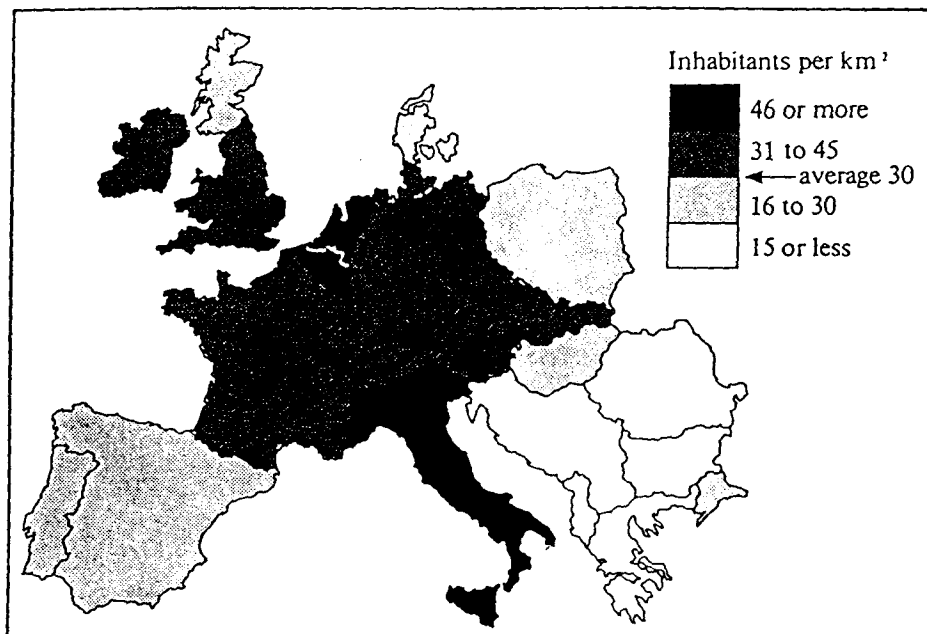 Inhabitants per km²
46 or more
31 to 45
average 30
16 to 30
15 or less